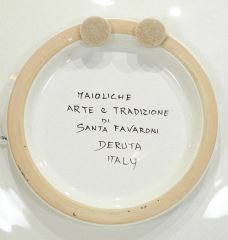 MAIOLICHE
ARTE e TRADIZIONE
DI
SANTA FAVARONI
DERUTA
ITALY